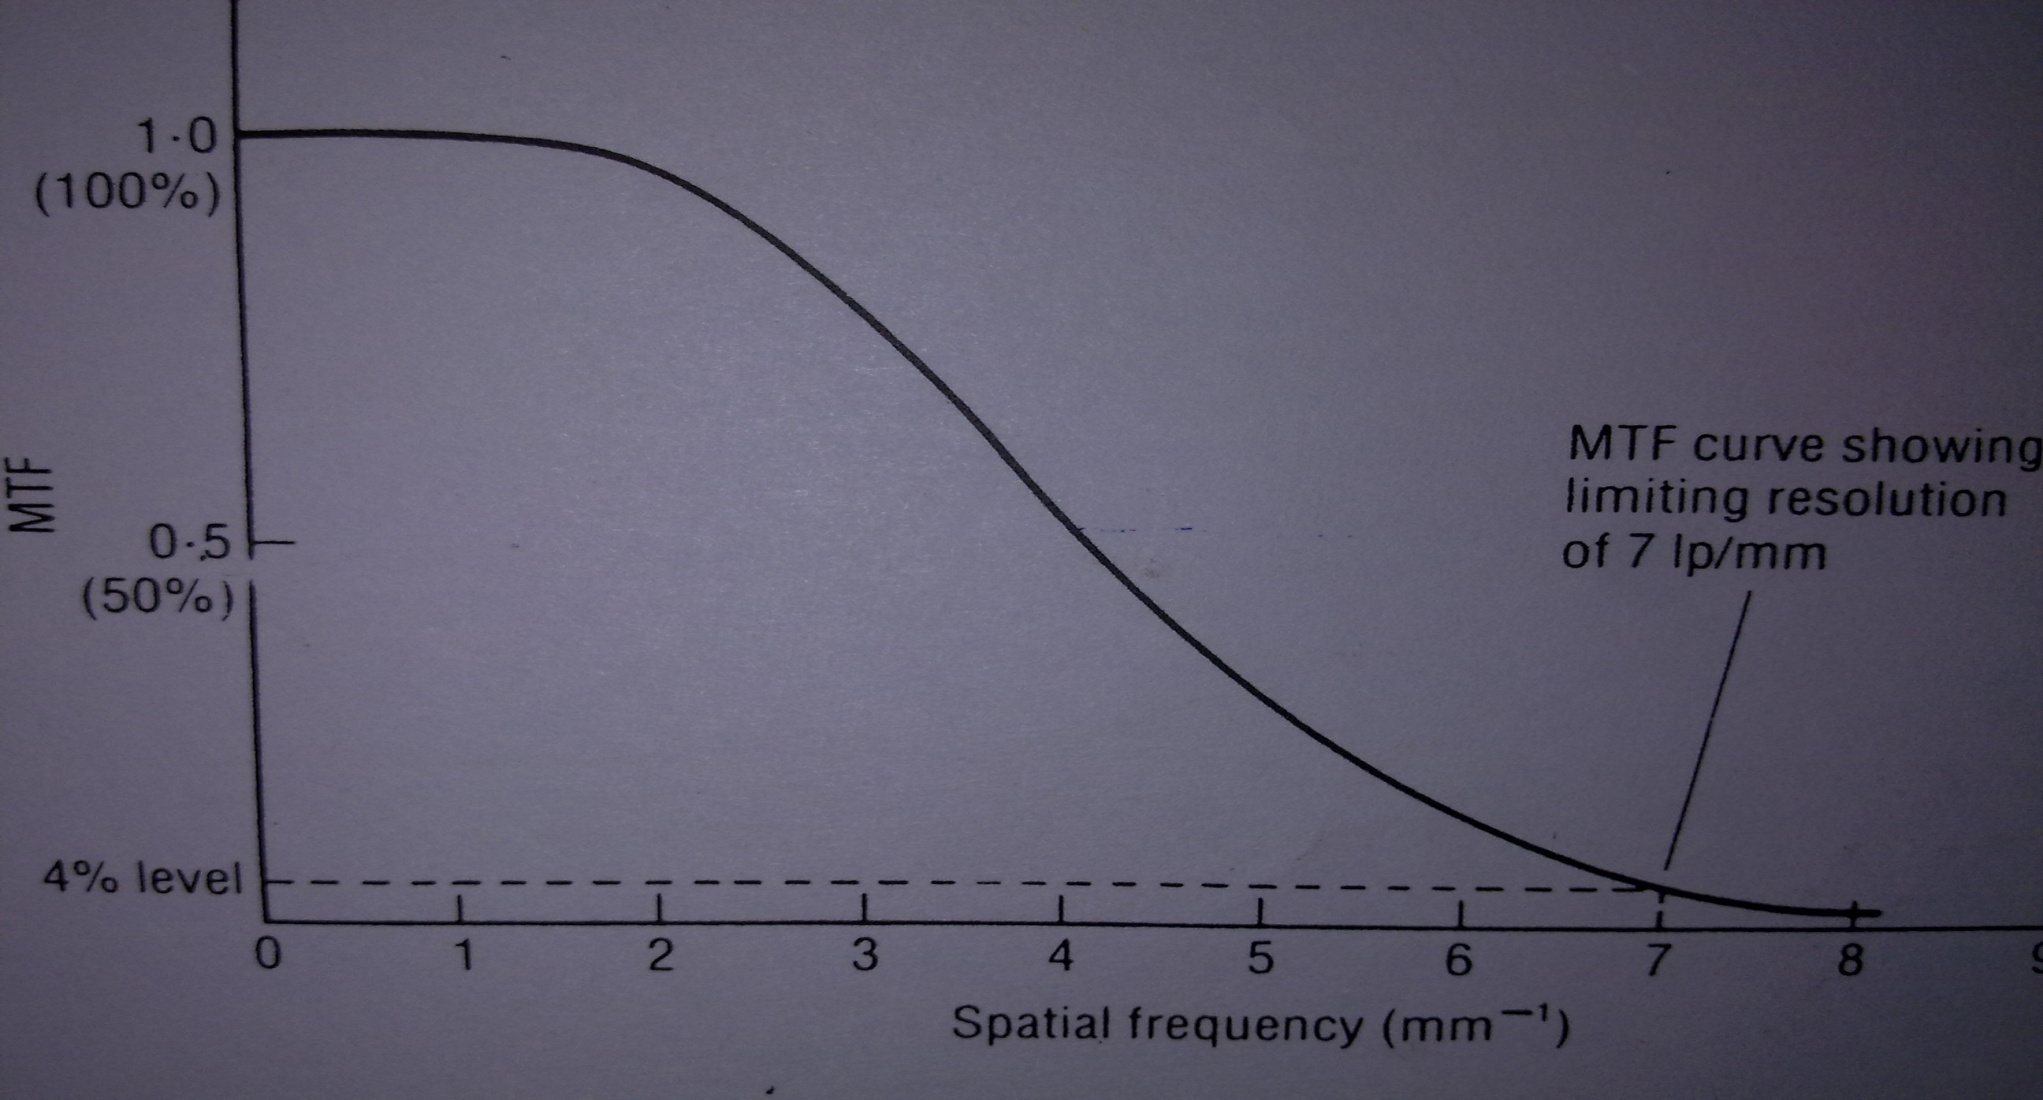 1·0
(100%)
MTF
0·5
(50%)
MTF curve showing
limiting resolution
of 7 lp/mm
4% level
0 1 2 3 4 5 6 7 8 9
Spatial frequency (mm⁻¹)